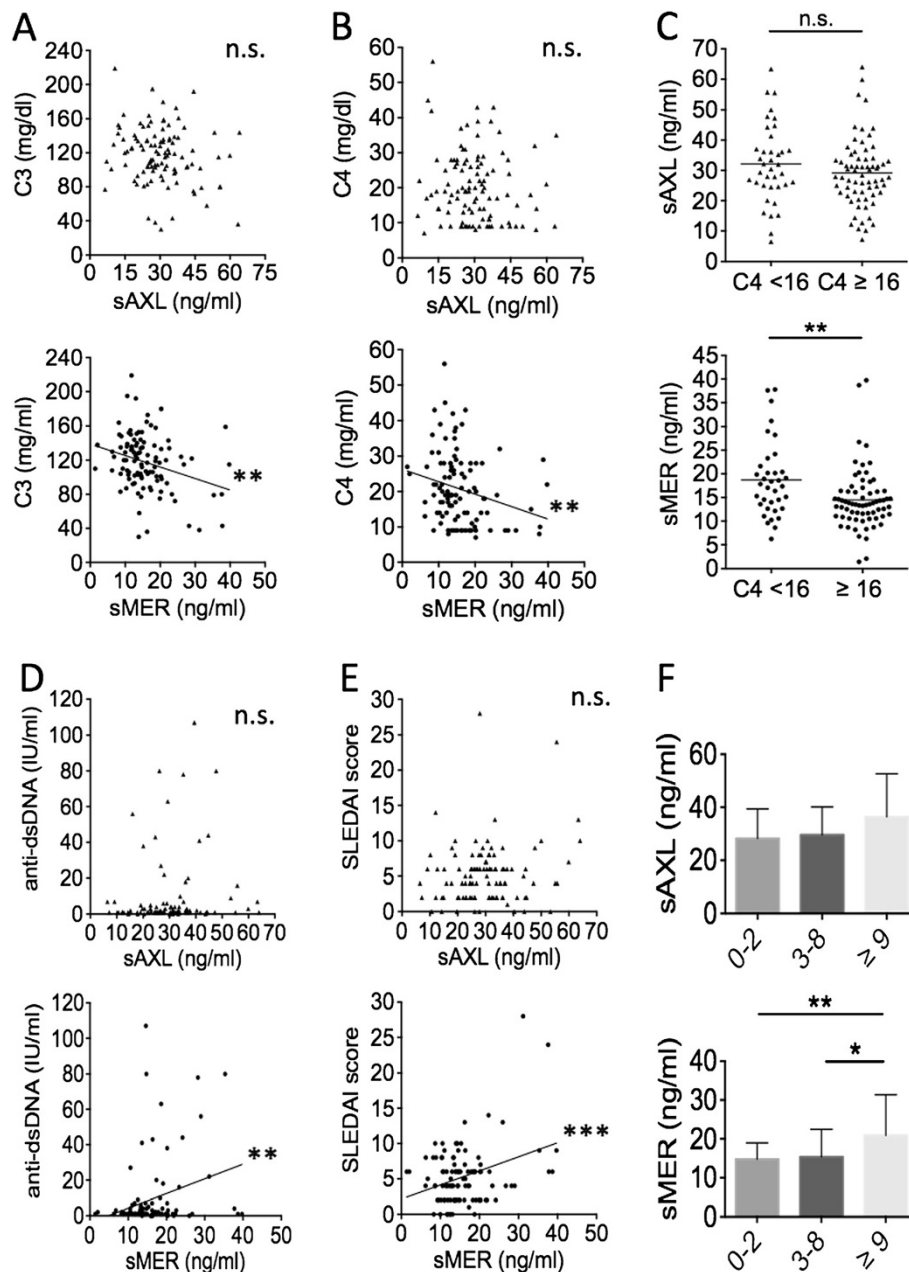 A
n.s.
C3 (mg/dl)
240
200
160
120
80
40
0
0 15 30 45 60 75
sAXL (ng/ml)
B
n.s.
C4 (mg/dl)
60
50
40
30
20
10
0
0 15 30 45 60 75
sAXL (ng/ml)
C
n.s.
sAXL (ng/ml)
70
60
50
40
30
20
10
0
C4 <16 C4 ≥ 16
C3 (mg/ml)
240
200
160
120
80
40
0
**
0 10 20 30 40 50
sMER (ng/ml)
C4 (mg/ml)
60
50
40
30
20
10
0
**
0 10 20 30 40 50
sMER (ng/ml)
**
sMER (ng/ml)
45
40
35
30
25
20
15
10
5
0
C4 <16 ≥ 16
D
n.s.
anti-dsDNA (IU/ml)
120
100
80
60
40
20
0
0 10 20 30 40 50 60 70
sAXL (ng/ml)
E
n.s.
SLEDAI score
30
25
20
15
10
5
0
0 10 20 30 40 50 60 70
sAXL (ng/ml)
F
sAXL (ng/ml)
60
40
20
0
0-2 3-8 ≥ 9
anti-dsDNA (IU/ml)
120
100
80
60
40
20
0
**
0 10 20 30 40 50
sMER (ng/ml)
SLEDAI score
30
25
20
15
10
5
0
***
0 10 20 30 40 50
sMER (ng/ml)
**
*
sMER (ng/ml)
40
30
20
10
0
0-2 3-8 ≥ 9